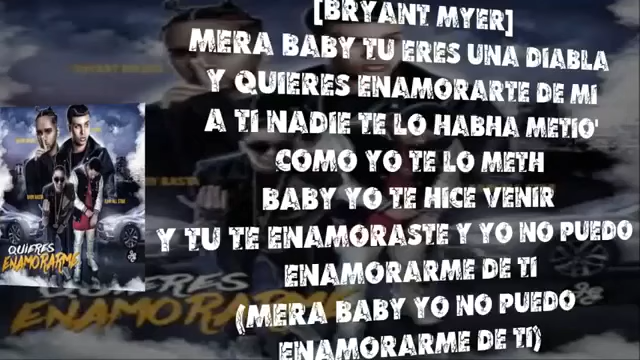 [BRYANT MYER]
MERA BABY TU ERES UNA DIABLA
Y QUIERES ENAMORARTE DE MI
A TI NADIE TE LO HABHA METIO'
COMO YO TE LO METH
BABY YO TE HICE VENIR
Y TU TE ENAMORASTE Y YO NO PUEDO
ENAMORARME DE TI
(MERA BABY YO NO PUEDO
ENAMORARME DE TI)
QUIERES
ENAMORARME
QUIERES